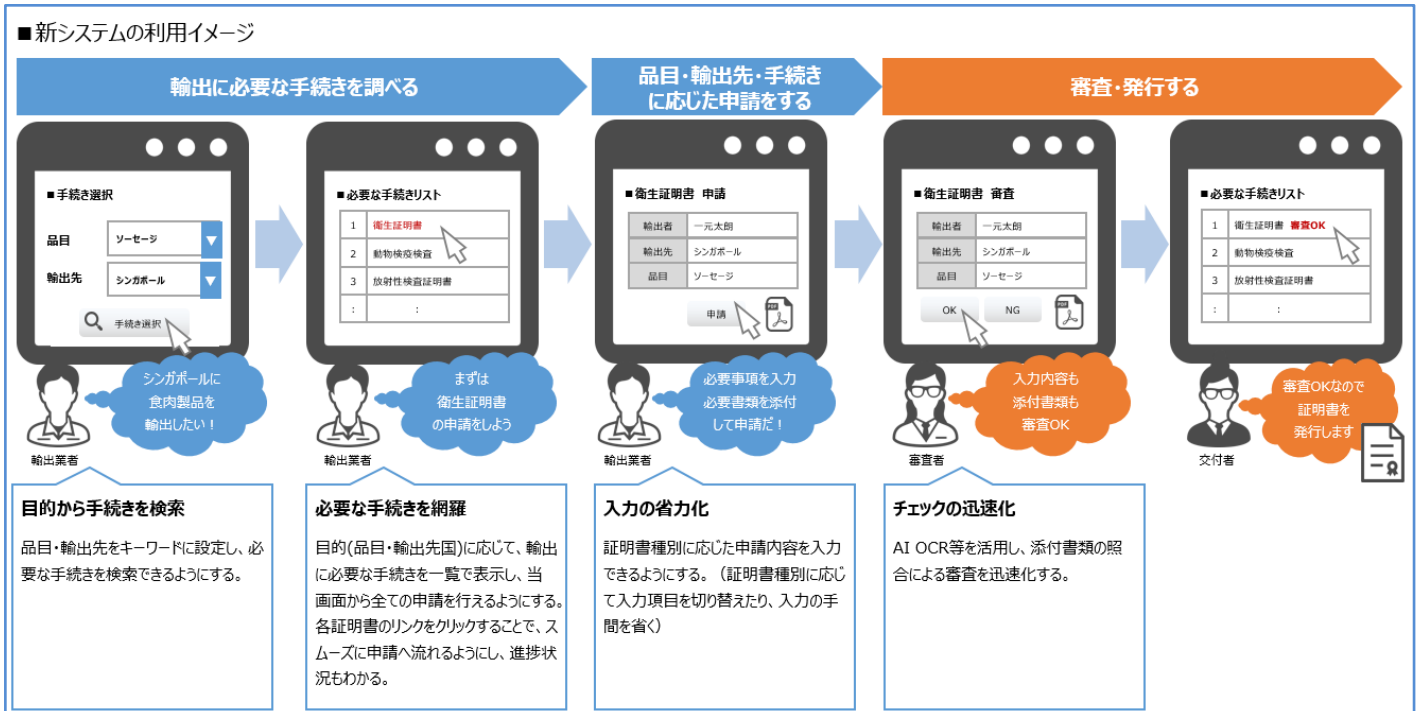 ■新システムの利用イメージ
輸出に必要な手続きを調べる
品目・輸出先・手続き
に応じた申請をする
審査・発行する
■手続き選択
品目
ソーセージ
輸出先
シンガポール
手続き選択
■必要な手続きリスト
1 衛生証明書
2 動物検疫検査
3 放射性検査証明書
: :
■衛生証明書 申請
輸出者 一元太朗
輸出先 シンガポール
品目 ソーセージ
申請
PDF
■衛生証明書 審査
輸出者 一元太朗
輸出先 シンガポール
品目 ソーセージ
OK
NG
PDF
■必要な手続きリスト
1 衛生証明書 審査OK
2 動物検疫検査
3 放射性検査証明書
: :
シンガポールに
食肉製品を
輸出したい！
輸出業者
まずは
衛生証明書
の申請をしよう
輸出業者
必要事項を入力
必要書類を添付
して申請だ！
輸出業者
入力内容も
添付書類も
審査OK
審査者
審査OKなので
証明書を
発行します
交付者
目的から手続きを検索
品目・輸出先をキーワードに設定し、必
要な手続きを検索できるようにする。
必要な手続きを網羅
目的(品目・輸出先国)に応じて、輸出
に必要な手続きを一覧で表示し、当
画面から全ての申請を行えるようにする。
各証明書のリンクをクリックすることで、ス
ムーズに申請へ流れるようにし、進捗状
況もわかる。
入力の省力化
証明書種別に応じた申請内容を入力
できるようにする。（証明書種別に応じ
て入力項目を切り替えたり、入力の手
間を省く）
チェックの迅速化
AI OCR等を活用し、添付書類の照
合による審査を迅速化する。